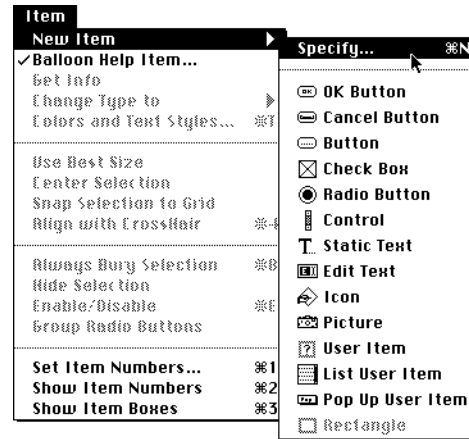 Item
New Item
✓Balloon Help Item...
Get Info
Change Type to
Colors and Text Styles... ⌘T
Use Best Size
Center Selection
Snap Selection to Grid
Align with CrossHair
Always Bury Selection ⌘B
Hide Selection
Enable/Disable ⌘E
Group Radio Buttons
Set Item Numbers... ⌘1
Show Item Numbers ⌘2
Show Item Boxes ⌘3
Specify... ⌘N
OK Button
Cancel Button
Button
Check Box
Radio Button
Control
Static Text
Edit Text
Icon
Picture
User Item
List User Item
Pop Up User Item
Rectangle